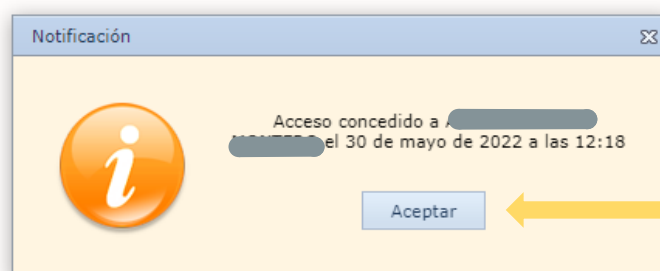 Notificación
Acceso concedido a
el 30 de mayo de 2022 a las 12:18
Aceptar